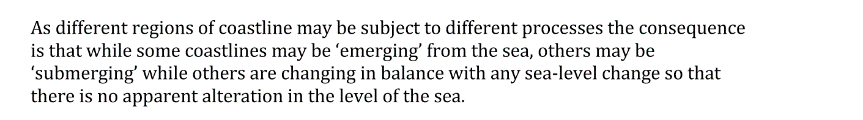 As different regions of coastline may be subject to different processes the consequence
is that while some coastlines may be ‘emerging’ from the sea, others may be
‘submerging’ while others are changing in balance with any sea-level change so that
there is no apparent alteration in the level of the sea.